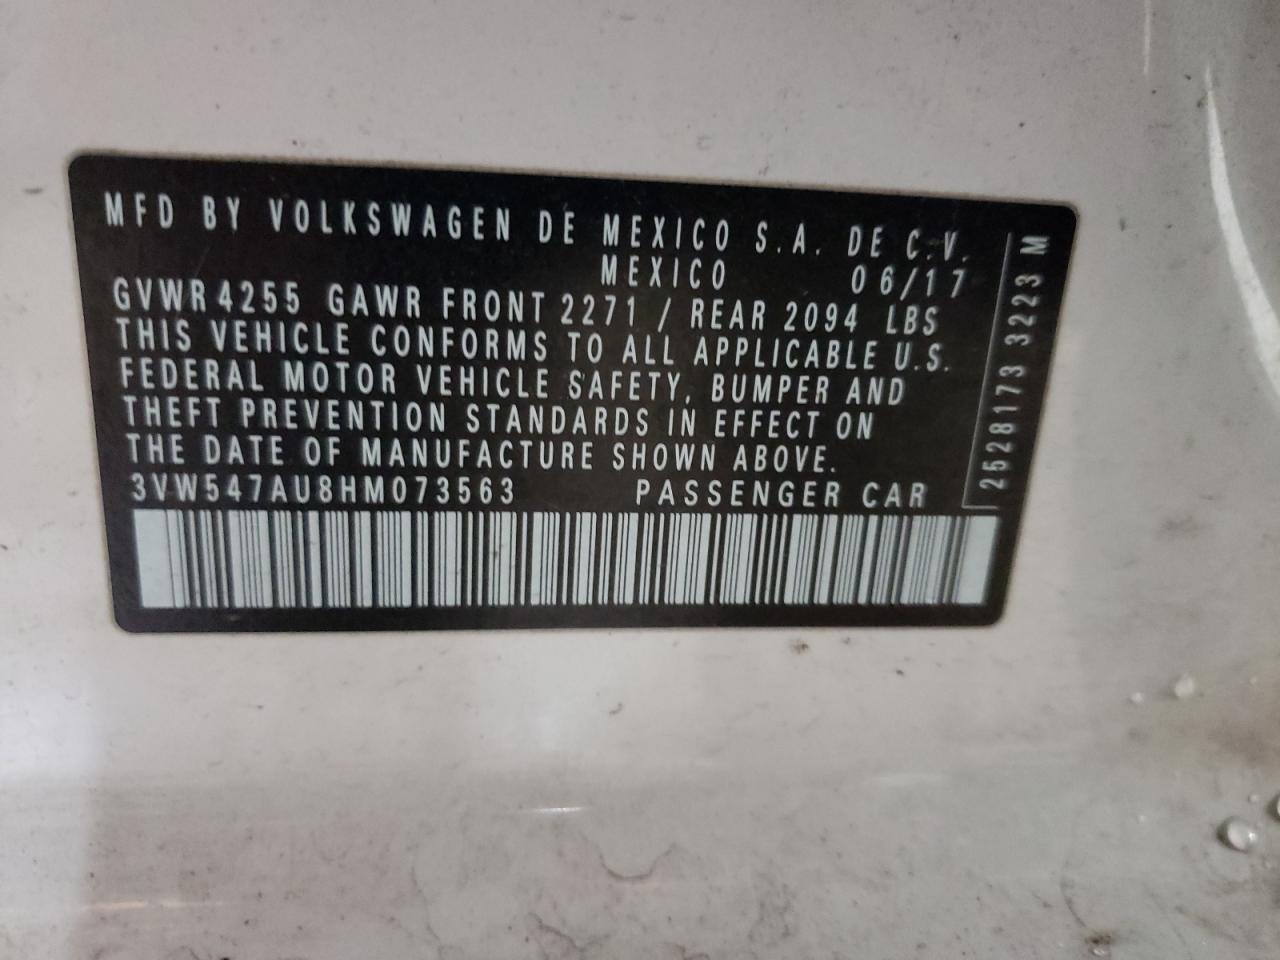 MFD BY VOLKSWAGEN DE MEXICO S.A. DE C.V.
MEXICO 06/17
GVWR 4255 GAWR FRONT 2271 / REAR 2094 LBS
THIS VEHICLE CONFORMS TO ALL APPLICABLE U.S.
FEDERAL MOTOR VEHICLE SAFETY, BUMPER AND
THEFT PREVENTION STANDARDS IN EFFECT ON
THE DATE OF MANUFACTURE SHOWN ABOVE.
3VW547AU8HM073563 PASSENGER CAR
2528173 3223 M